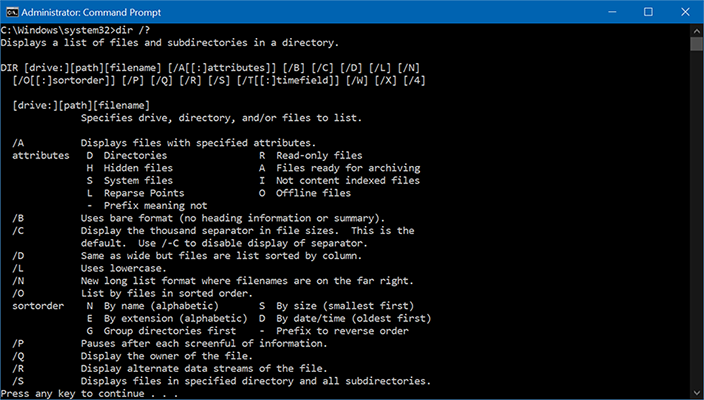 Administrator: Command Prompt
C:\Windows\system32>dir /?
Displays a list of files and subdirectories in a directory.
DIR [drive:][path][filename] [/A[[:]attributes]] [/B] [/C] [/D] [/L] [/N]
  [/O[[:]sortorder]] [/P] [/Q] [/R] [/S] [/T[[:]timefield]] [/W] [/X] [/4]
  [drive:][path][filename]
              Specifies drive, directory, and/or files to list.
  /A          Displays files with specified attributes.
  attributes   D  Directories                R  Read-only files
               H  Hidden files               A  Files ready for archiving
               S  System files               I  Not content indexed files
               L  Reparse Points             O  Offline files
               -  Prefix meaning not
  /B          Uses bare format (no heading information or summary).
  /C          Display the thousand separator in file sizes.  This is the
              default.  Use /-C to disable display of separator.
  /D          Same as wide but files are list sorted by column.
  /L          Uses lowercase.
  /N          New long list format where filenames are on the far right.
  /O          List by files in sorted order.
  sortorder    N  By name (alphabetic)       S  By size (smallest first)
               E  By extension (alphabetic)  D  By date/time (oldest first)
               G  Group directories first    -  Prefix to reverse order
  /P          Pauses after each screenful of information.
  /Q          Display the owner of the file.
  /R          Display alternate data streams of the file.
  /S          Displays files in specified directory and all subdirectories.
Press any key to continue . . .